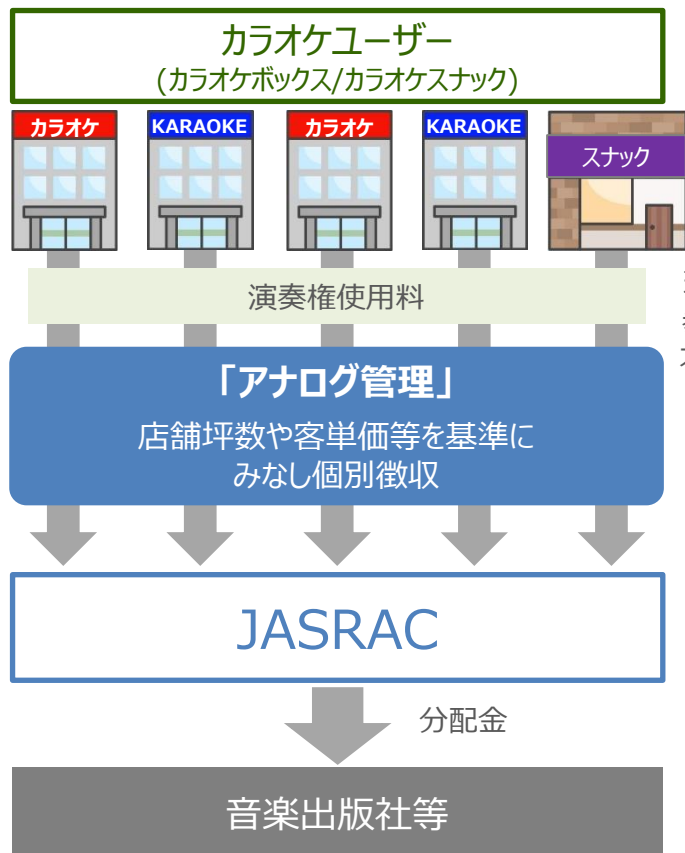 カラオケユーザー
(カラオケボックス/カラオケスナック)
カラオケ
KARAOKE
カラオケ
KARAOKE
スナック
演奏権使用料
「アナログ管理」
店舗坪数や客単価等を基準に
みなし個別徴収
JASRAC
分配金
音楽出版社等